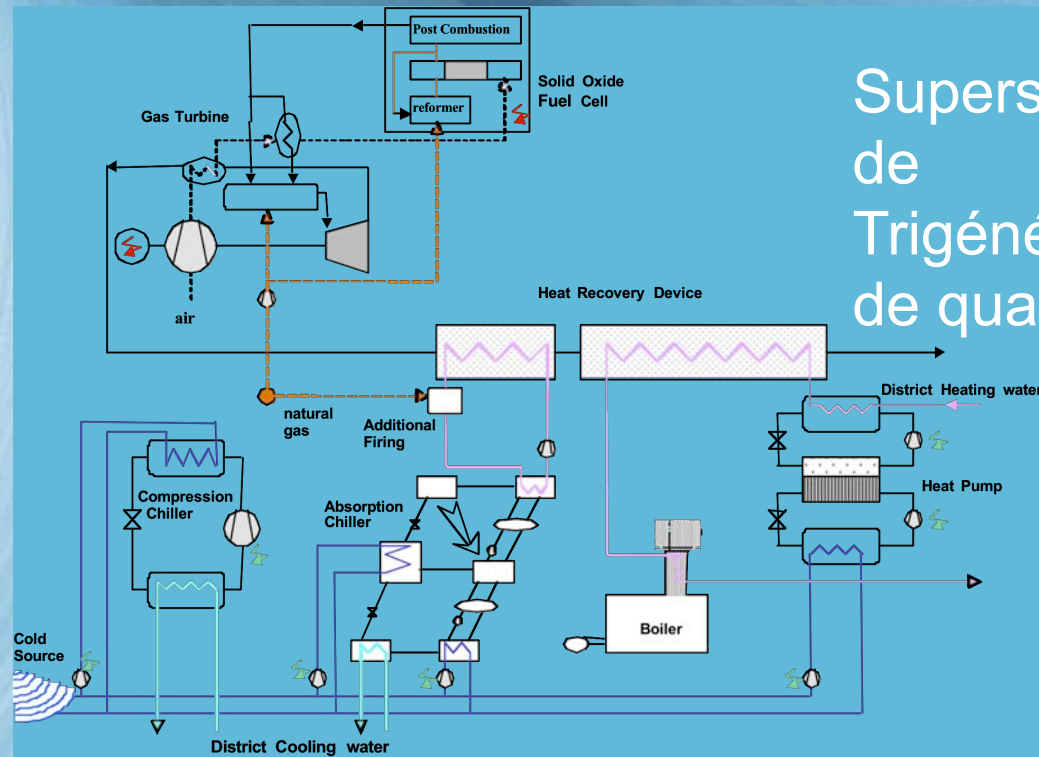 Post Combustion
Solid Oxide
Fuel Cell
reformer
Gas Turbine
air
Supers
de
Trigéné
de qua
Heat Recovery Device
District Heating water
natural
gas
Additional
Firing
Compression
Chiller
Absorption
Chiller
Heat Pump
Boiler
Cold
Source
District Cooling water